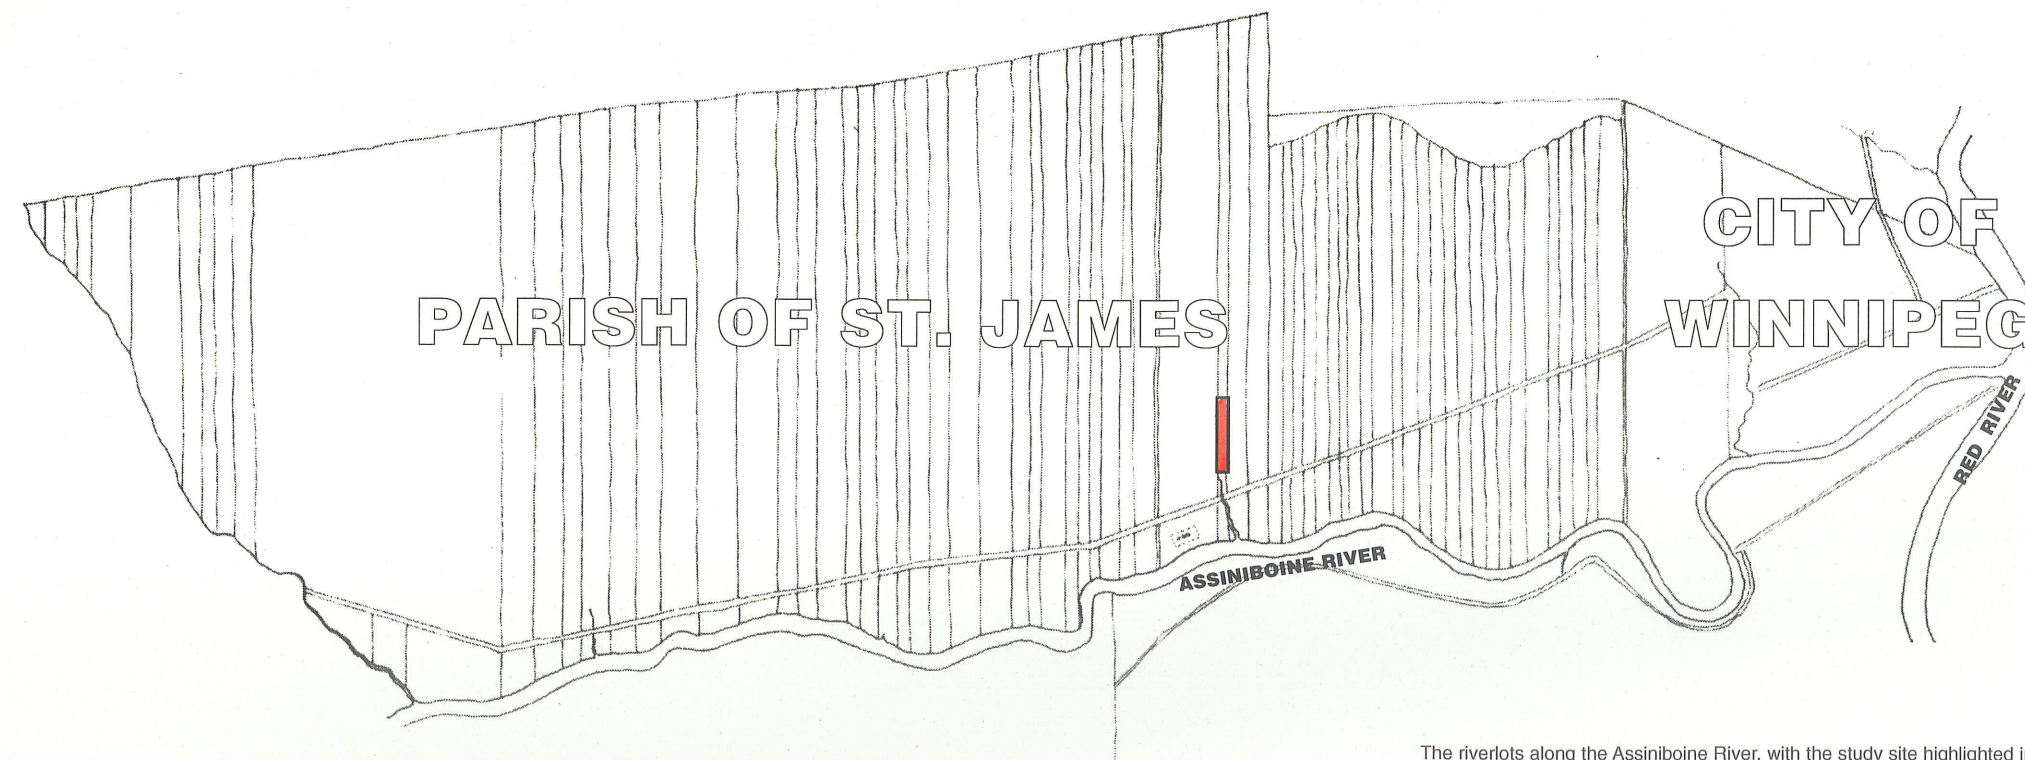 CITY OF
WINNIPEG
PARISH OF ST. JAMES
RED RIVER
ASSINIBOINE RIVER
The riverlots along the Assiniboine River, with the study site highlighted